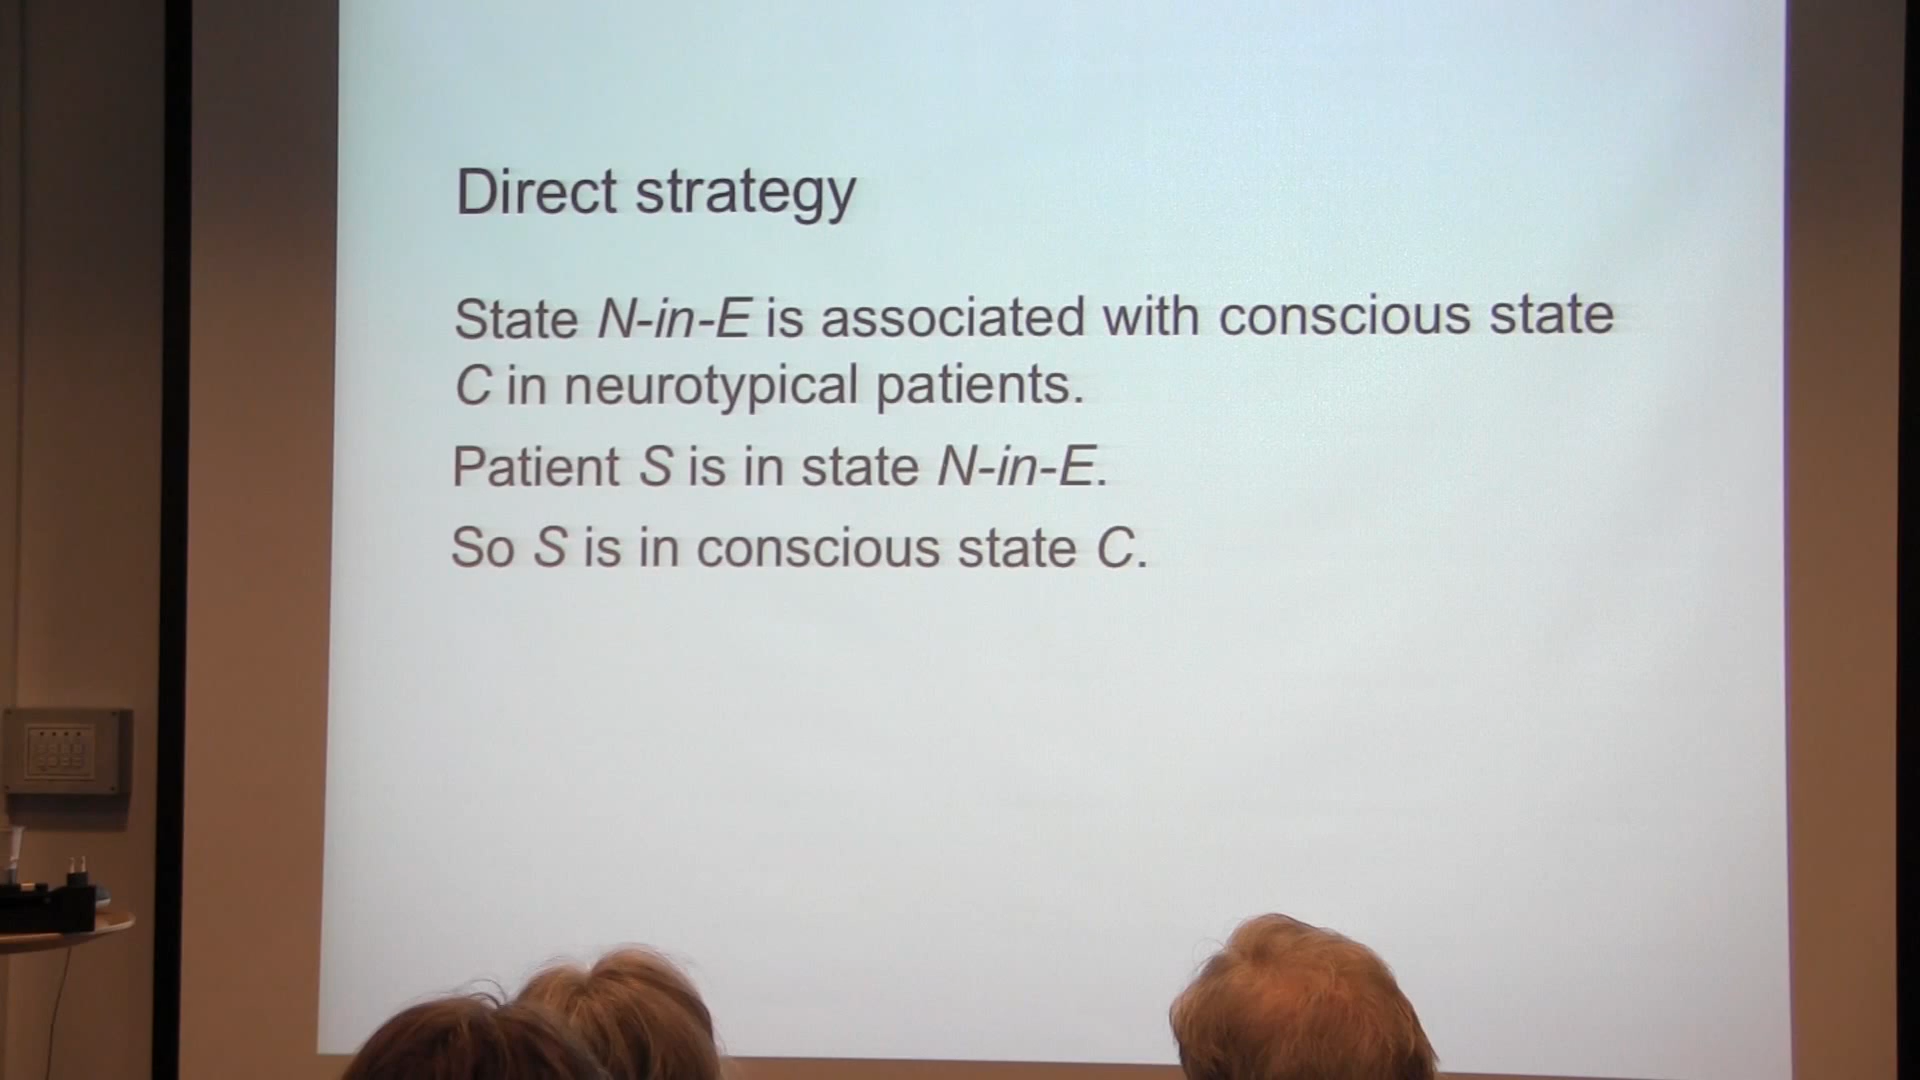 Direct strategy
State N-in-E is associated with conscious state
C in neurotypical patients.
Patient S is in state N-in-E.
So S is in conscious state C.